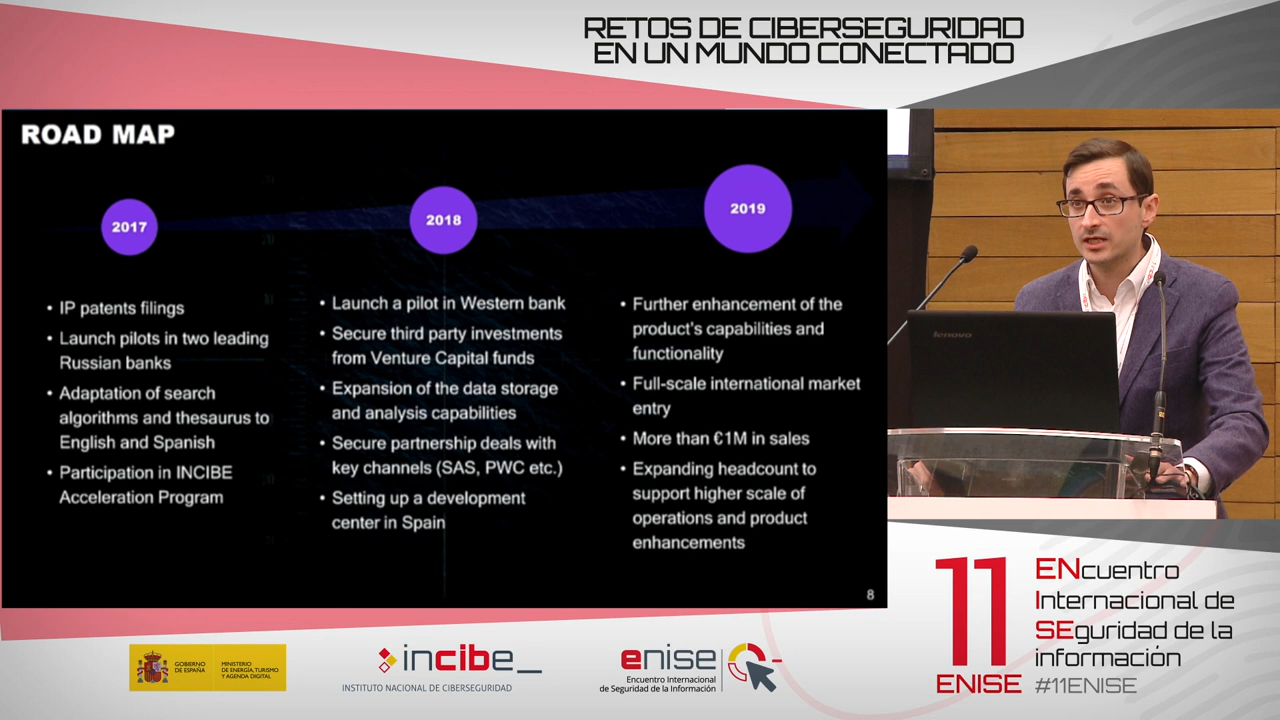 RETOS DE CIBERSEGURIDAD
EN UN MUNDO CONECTADO
ROAD MAP
2017
• IP patents filings
• Launch pilots in two leading
Russian banks
• Adaptation of search
algorithms and thesaurus to
English and Spanish
• Participation in INCIBE
Acceleration Program
2018
• Launch a pilot in Western bank
• Secure third party investments
from Venture Capital funds
• Expansion of the data storage
and analysis capabilities
• Secure partnership deals with
key channels (SAS, PWC etc.)
• Setting up a development
center in Spain
2019
• Further enhancement of the
product's capabilities and
functionality
• Full-scale international market
entry
• More than €1M in sales
• Expanding headcount to
support higher scale of
operations and product
enhancements
8
lenovo
GOBIERNO
DE ESPAÑA
MINISTERIO
DE ENERGÍA, TURISMO
Y AGENDA DIGITAL
incibe_
INSTITUTO NACIONAL DE CIBERSEGURIDAD
enise
Encuentro Internacional
de Seguridad de la Información
11
ENISE
ENcuentro
Internacional de
SEguridad de la
información
#11ENISE